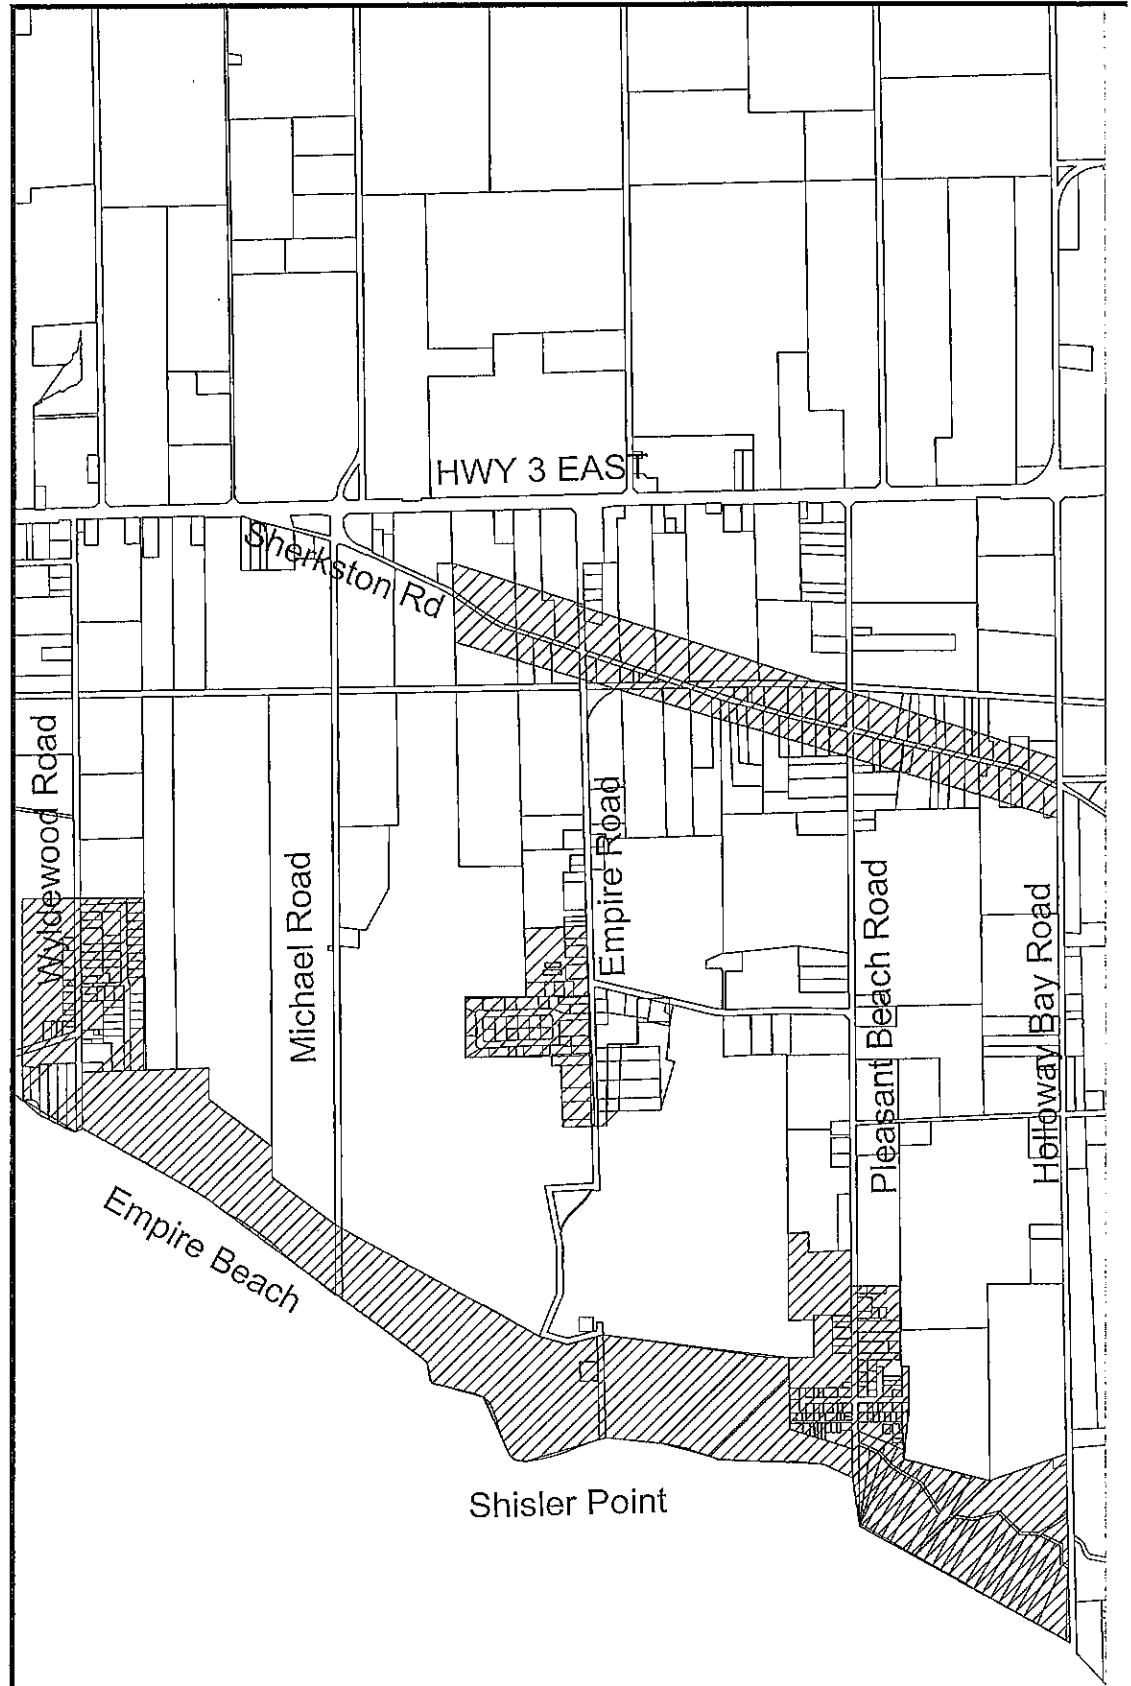 HWY 3 EAST
Sherkston Rd
Wyldewood Road
Michael Road
Empire Road
Pleasant Beach Road
Holloway Bay Road
Empire Beach
Shisler Point